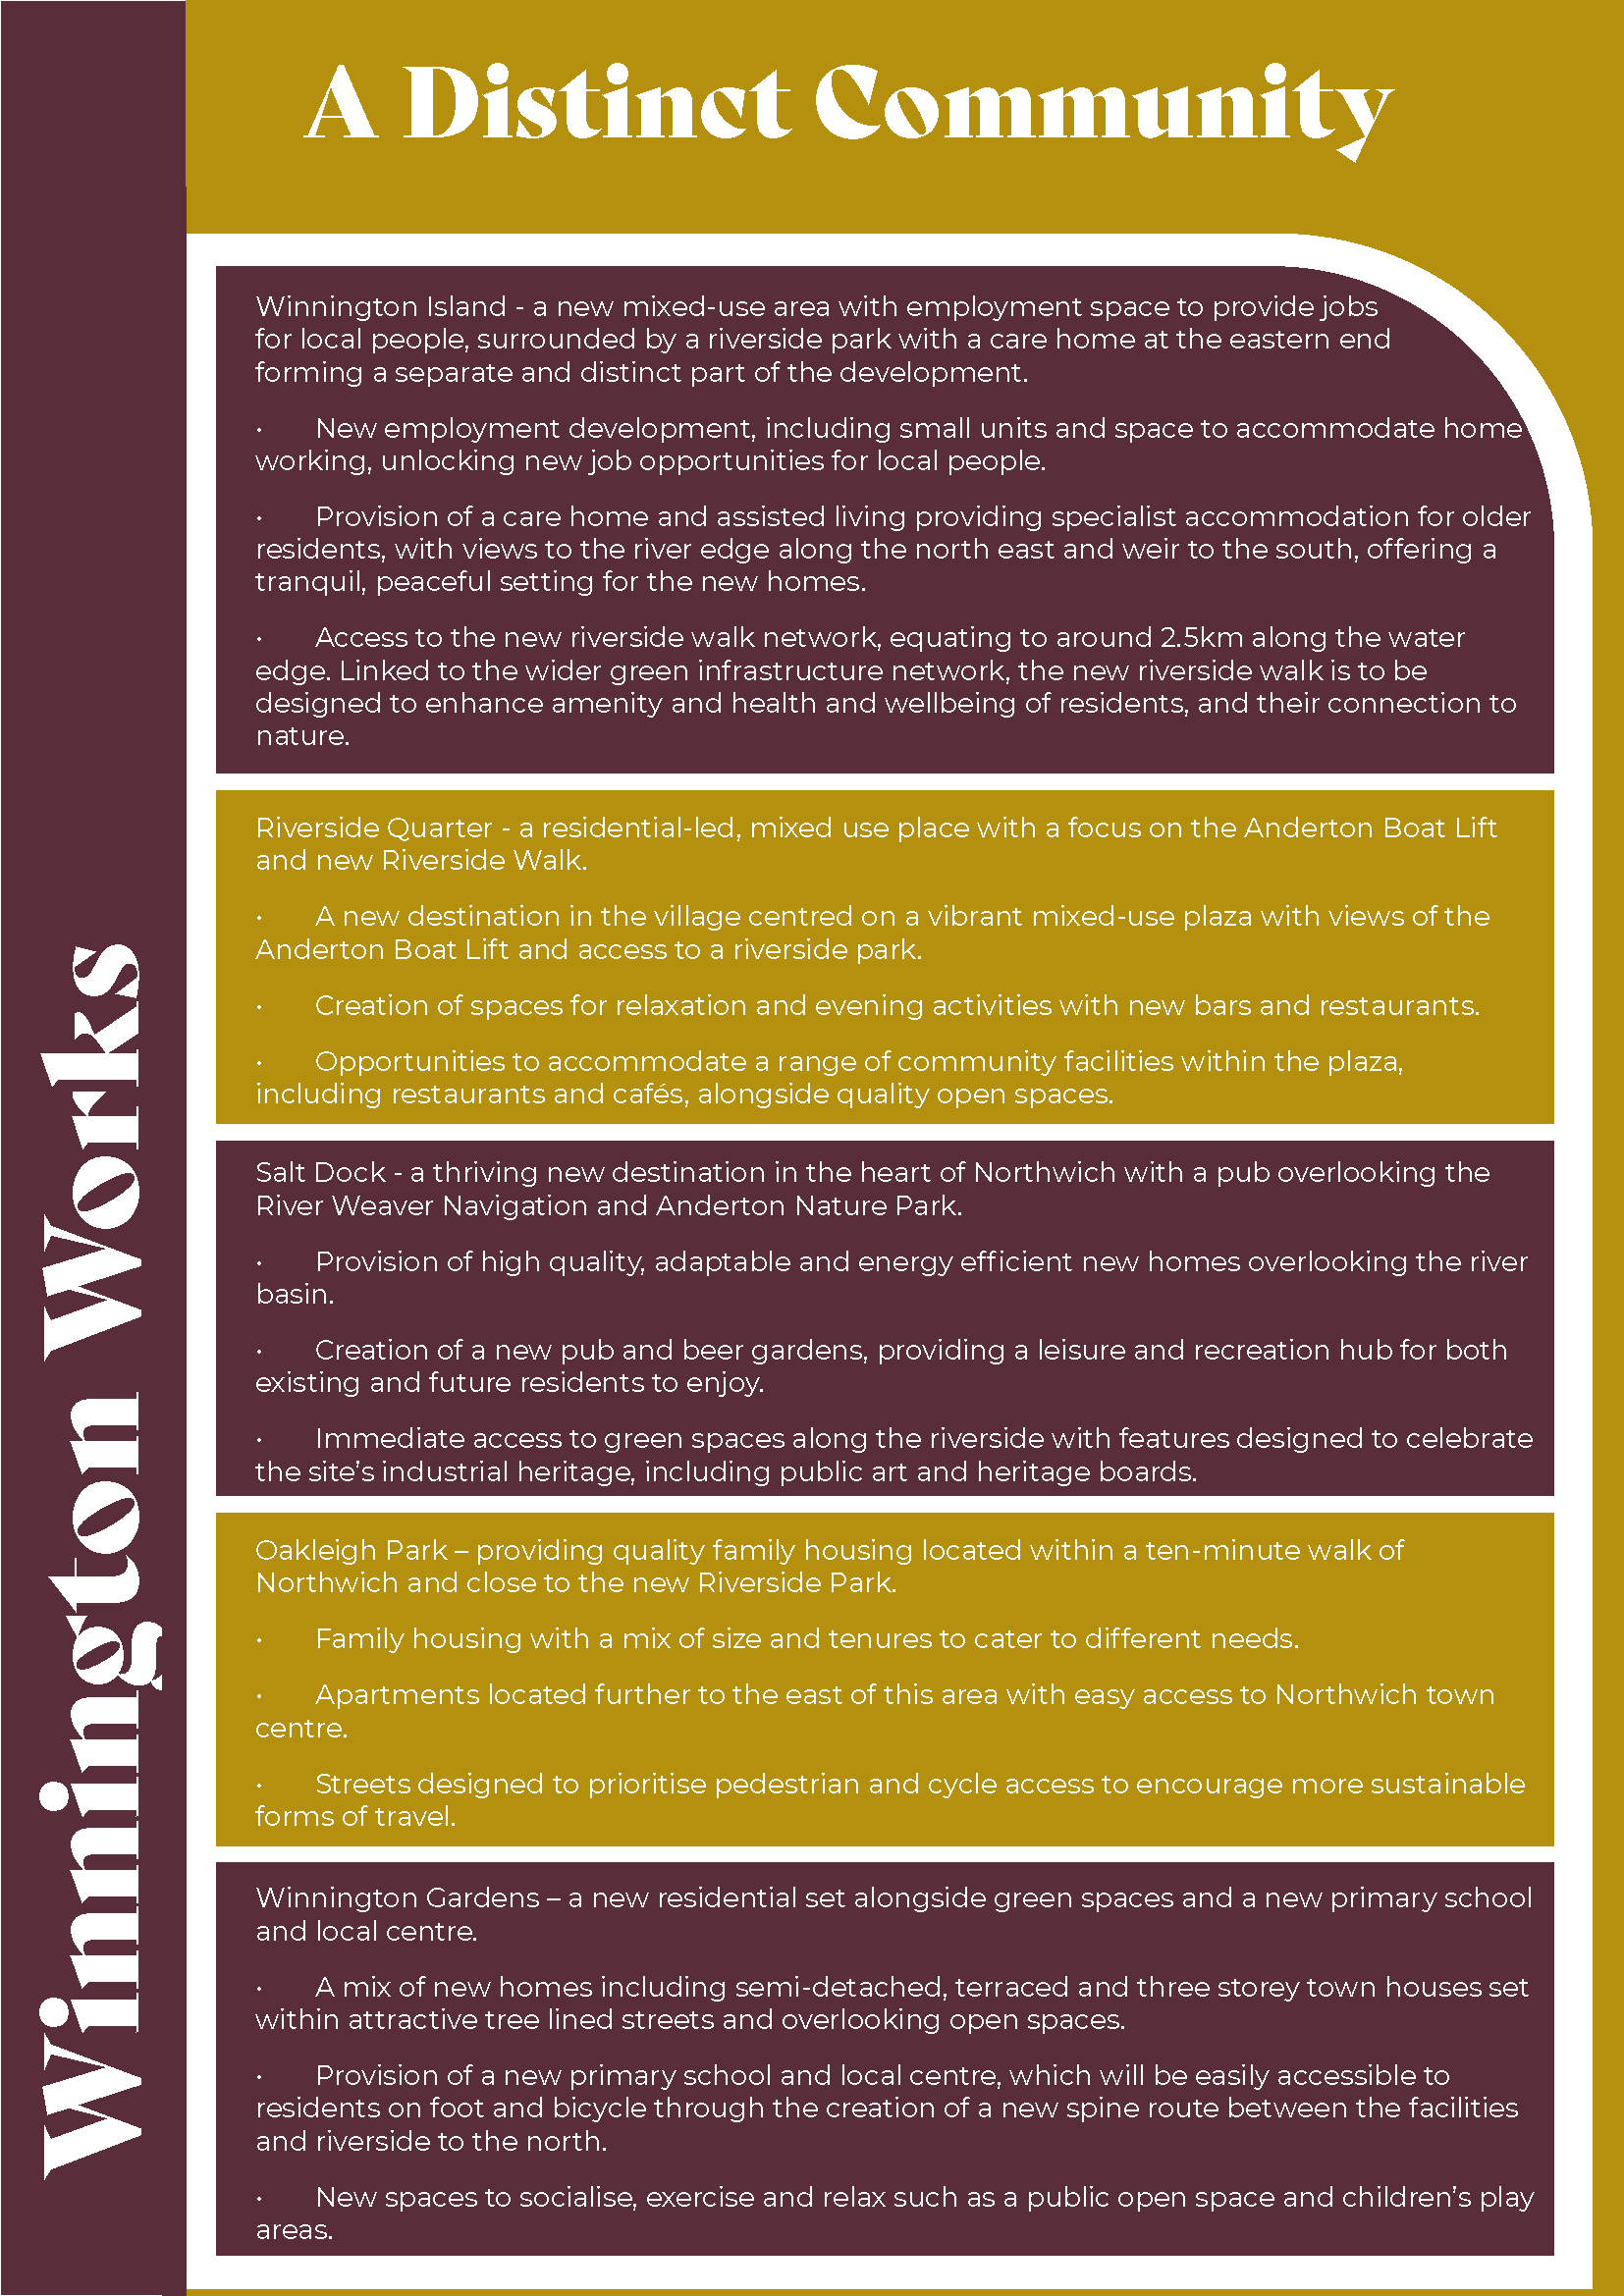 A Distinct Community
Winnington Works
Winnington Island - a new mixed-use area with employment space to provide jobs
for local people, surrounded by a riverside park with a care home at the eastern end
forming a separate and distinct part of the development.
• New employment development, including small units and space to accommodate home
working, unlocking new job opportunities for local people.
• Provision of a care home and assisted living providing specialist accommodation for older
residents, with views to the river edge along the north east and weir to the south, offering a
tranquil, peaceful setting for the new homes.
• Access to the new riverside walk network, equating to around 2.5km along the water
edge. Linked to the wider green infrastructure network, the new riverside walk is to be
designed to enhance amenity and health and wellbeing of residents, and their connection to
nature.
Riverside Quarter - a residential-led, mixed use place with a focus on the Anderton Boat Lift
and new Riverside Walk.
• A new destination in the village centred on a vibrant mixed-use plaza with views of the
Anderton Boat Lift and access to a riverside park.
• Creation of spaces for relaxation and evening activities with new bars and restaurants.
• Opportunities to accommodate a range of community facilities within the plaza,
including restaurants and cafés, alongside quality open spaces.
Salt Dock - a thriving new destination in the heart of Northwich with a pub overlooking the
River Weaver Navigation and Anderton Nature Park.
• Provision of high quality, adaptable and energy efficient new homes overlooking the river
basin.
• Creation of a new pub and beer gardens, providing a leisure and recreation hub for both
existing and future residents to enjoy.
• Immediate access to green spaces along the riverside with features designed to celebrate
the site's industrial heritage, including public art and heritage boards.
Oakleigh Park – providing quality family housing located within a ten-minute walk of
Northwich and close to the new Riverside Park.
• Family housing with a mix of size and tenures to cater to different needs.
• Apartments located further to the east of this area with easy access to Northwich town
centre.
• Streets designed to prioritise pedestrian and cycle access to encourage more sustainable
forms of travel.
Winnington Gardens – a new residential set alongside green spaces and a new primary school
and local centre.
• A mix of new homes including semi-detached, terraced and three storey town houses set
within attractive tree lined streets and overlooking open spaces.
• Provision of a new primary school and local centre, which will be easily accessible to
residents on foot and bicycle through the creation of a new spine route between the facilities
and riverside to the north.
• New spaces to socialise, exercise and relax such as a public open space and children's play
areas.